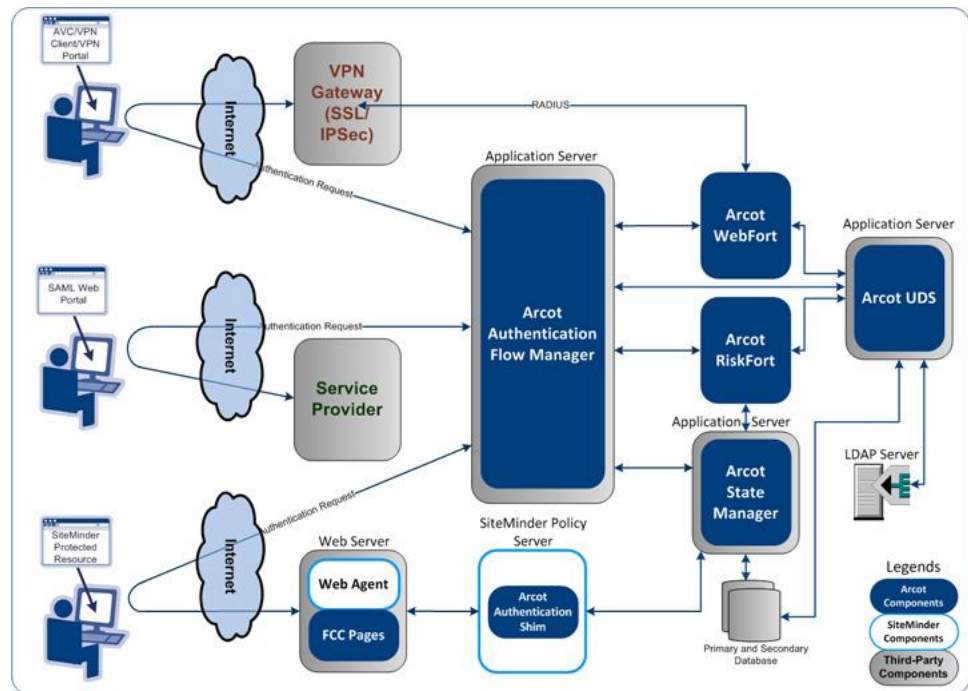 AVC/VPN
Client/VPN
Portal
Internet
VPN
Gateway
(SSL/
IPSec)
RADIUS
Authentication Request
Application Server
Arcot
Authentication
Flow Manager
Arcot
WebFort
Application Server
Arcot UDS
SAML Web
Portal
Internet
Authentication Request
Service
Provider
Arcot
RiskFort
Application Server
Arcot
State
Manager
LDAP Server
SiteMinder
Protected
Resource
Internet
Authentication Request
Web Server
Web Agent
FCC Pages
SiteMinder Policy
Server
Arcot
Authentication
Shim
Primary and Secondary
Database
Legends
Arcot
Components
SiteMinder
Components
Third-Party
Components